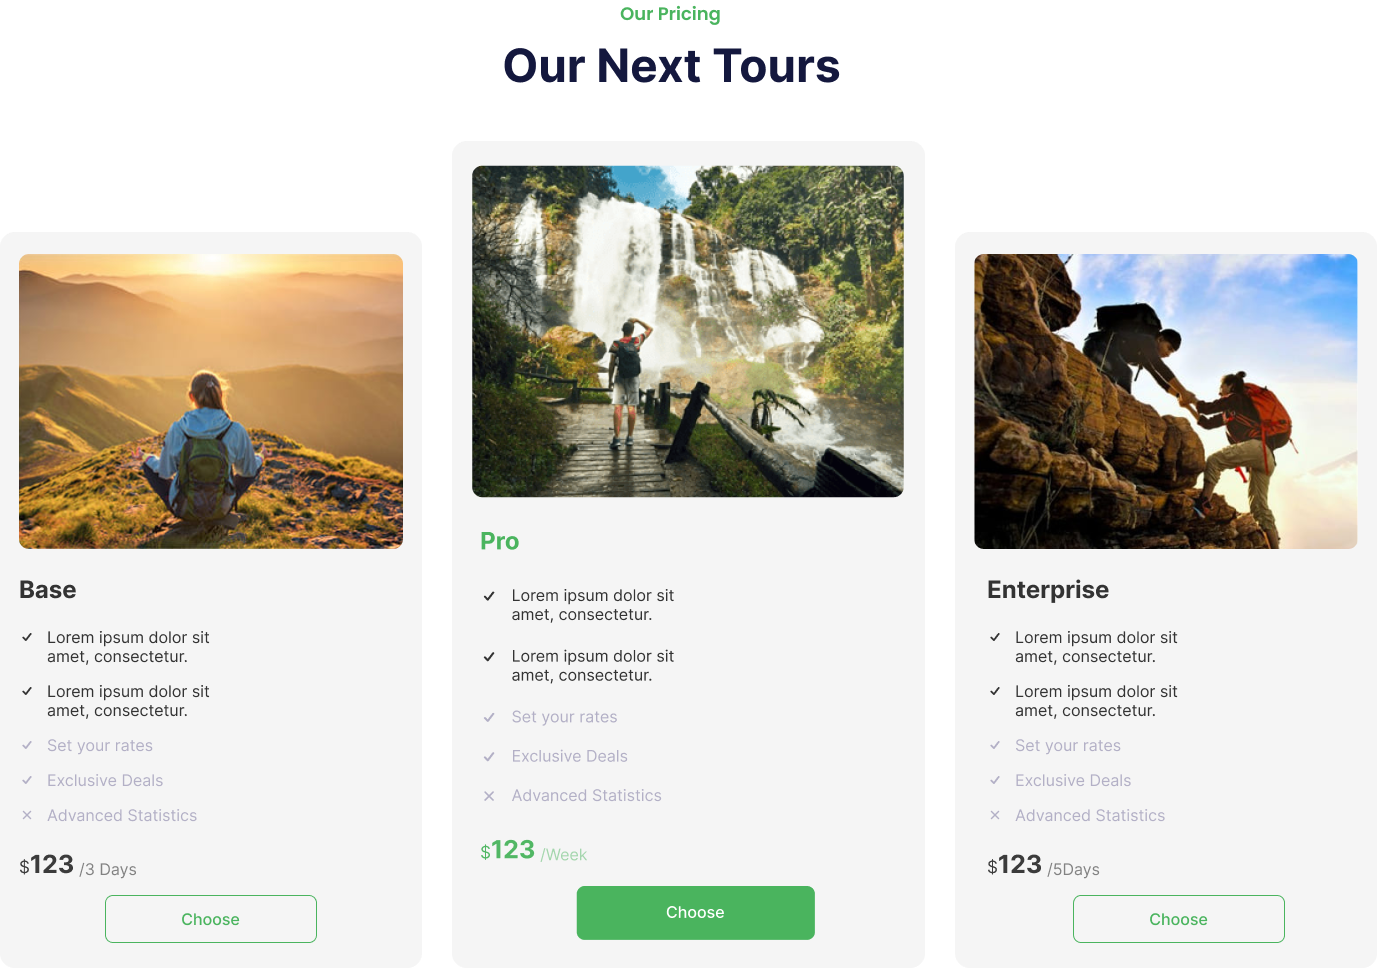 Our Pricing
Our Next Tours
Base
Lorem ipsum dolor sit
amet, consectetur.
Lorem ipsum dolor sit
amet, consectetur.
Set your rates
Exclusive Deals
Advanced Statistics
$123 /3 Days
Choose
Pro
Lorem ipsum dolor sit
amet, consectetur.
Lorem ipsum dolor sit
amet, consectetur.
Set your rates
Exclusive Deals
Advanced Statistics
$123 /Week
Choose
Enterprise
Lorem ipsum dolor sit
amet, consectetur.
Lorem ipsum dolor sit
amet, consectetur.
Set your rates
Exclusive Deals
Advanced Statistics
$123 /5Days
Choose